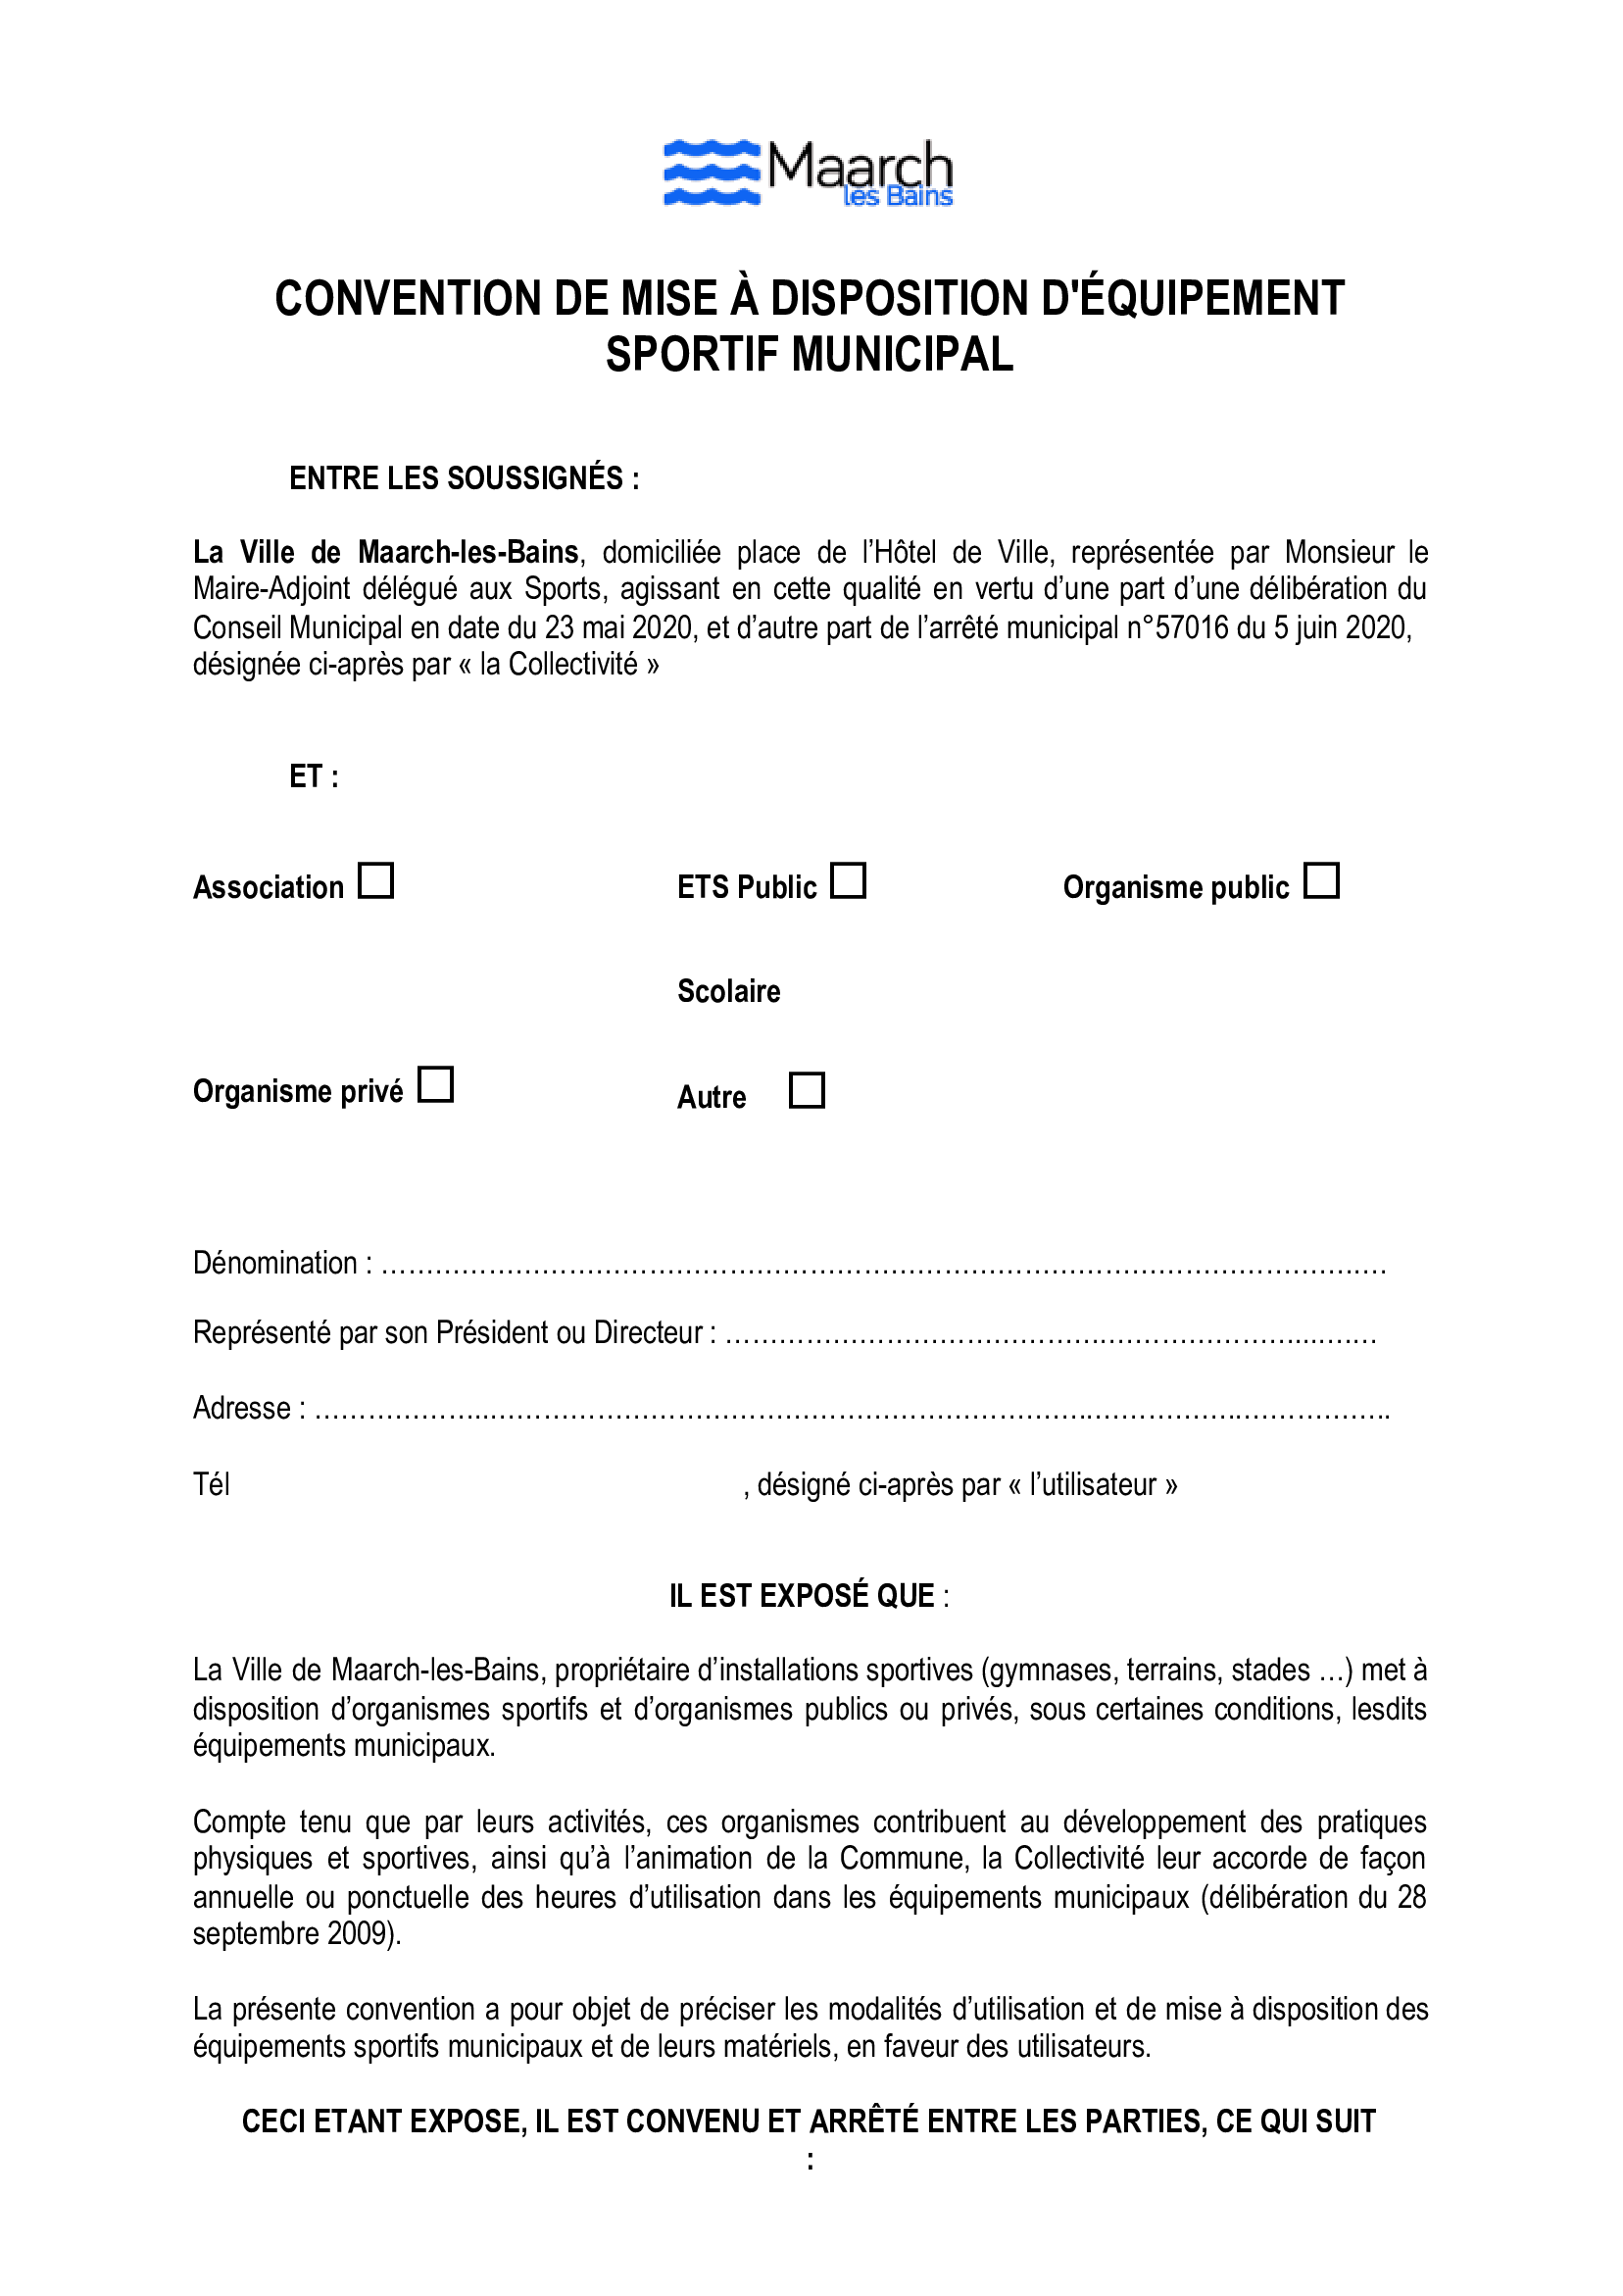 Maarch
les Bains
CONVENTION DE MISE À DISPOSITION D'ÉQUIPEMENT
SPORTIF MUNICIPAL
ENTRE LES SOUSSIGNÉS :
La Ville de Maarch-les-Bains, domiciliée place de l’Hôtel de Ville, représentée par Monsieur le
Maire-Adjoint délégué aux Sports, agissant en cette qualité en vertu d’une part d’une délibération du
Conseil Municipal en date du 23 mai 2020, et d’autre part de l’arrêté municipal n°57016 du 5 juin 2020,
désignée ci-après par « la Collectivité »
ET :
Association ☐ ETS Public ☐ Organisme public ☐
Scolaire
Organisme privé ☐ Autre ☐
Dénomination : ………………………………………………………………………………………………….…
Représenté par son Président ou Directeur : …………………………………….…………………...…….…
Adresse : ………………..………………………………………………………….……………..……………..
Tél , désigné ci-après par « l’utilisateur »
IL EST EXPOSÉ QUE :
La Ville de Maarch-les-Bains, propriétaire d’installations sportives (gymnases, terrains, stades …) met à
disposition d’organismes sportifs et d’organismes publics ou privés, sous certaines conditions, lesdits
équipements municipaux.
Compte tenu que par leurs activités, ces organismes contribuent au développement des pratiques
physiques et sportives, ainsi qu’à l’animation de la Commune, la Collectivité leur accorde de façon
annuelle ou ponctuelle des heures d’utilisation dans les équipements municipaux (délibération du 28
septembre 2009).
La présente convention a pour objet de préciser les modalités d’utilisation et de mise à disposition des
équipements sportifs municipaux et de leurs matériels, en faveur des utilisateurs.
CECI ETANT EXPOSE, IL EST CONVENU ET ARRÊTÉ ENTRE LES PARTIES, CE QUI SUIT
: